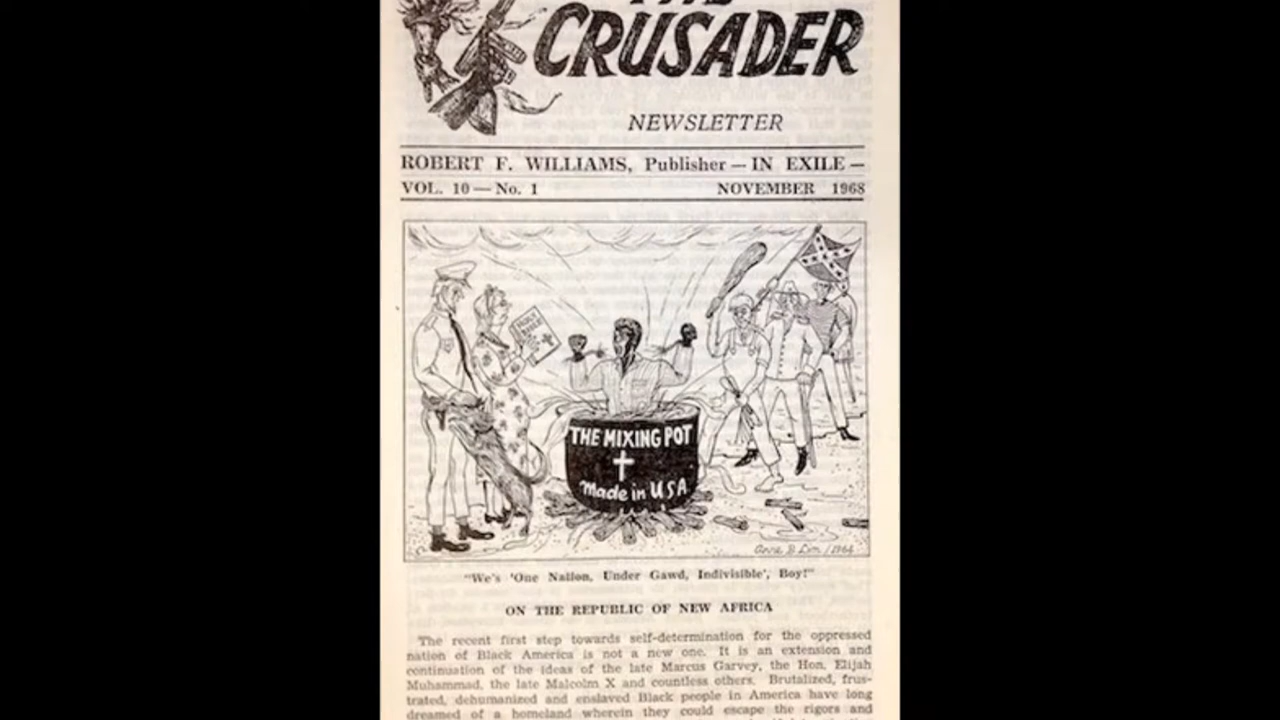 CRUSADER
NEWSLETTER
ROBERT F. WILLIAMS, Publisher — IN EXILE —
VOL. 10 — No. 1 NOVEMBER 1968
HOLY
BIBLE
THE MIXING POT
Made in USA
"We's 'One Nation, Under Gawd, Indivisible', Boy!"
ON THE REPUBLIC OF NEW AFRICA
The recent first step towards self-determination for the oppressed
nation of Black America is not a new one. It is an extension and
continuation of the ideas of the late Marcus Garvey, the Hon. Elijah
Muhammad, the late Malcolm X and countless others. Brutalized, frus-
trated, dehumanized and enslaved Black people in America have long
dreamed of a homeland wherein they could escape the rigors and